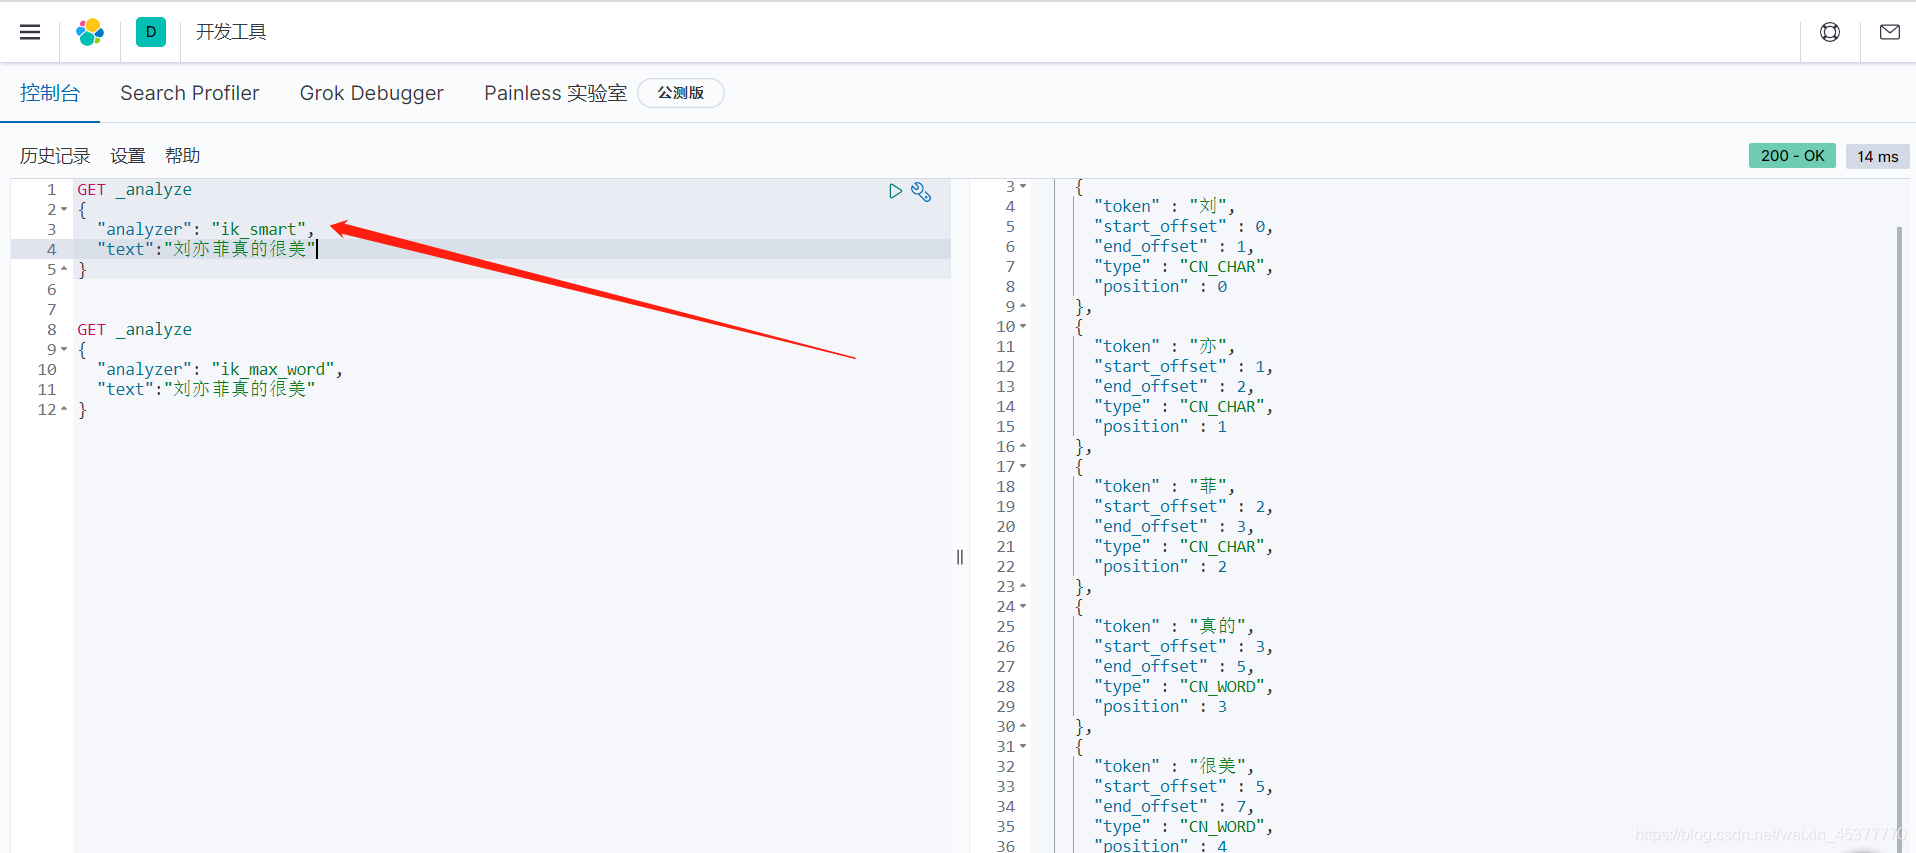 D 开发工具
控制台 Search Profiler Grok Debugger Painless 实验室 公测版
历史记录 设置 帮助
200 - OK 14 ms
1 GET _analyze
2 {
3 "analyzer": "ik_smart",
4 "text":"刘亦菲真的很美"
5 }
6
7
8 GET _analyze
9 {
10 "analyzer": "ik_max_word",
11 "text":"刘亦菲真的很美"
12 }
3 {
4 "token" : "刘",
5 "start_offset" : 0,
6 "end_offset" : 1,
7 "type" : "CN_CHAR",
8 "position" : 0
9 },
10 {
11 "token" : "亦",
12 "start_offset" : 1,
13 "end_offset" : 2,
14 "type" : "CN_CHAR",
15 "position" : 1
16 },
17 {
18 "token" : "菲",
19 "start_offset" : 2,
20 "end_offset" : 3,
21 "type" : "CN_CHAR",
22 "position" : 2
23 },
24 {
25 "token" : "真的",
26 "start_offset" : 3,
27 "end_offset" : 5,
28 "type" : "CN_WORD",
29 "position" : 3
30 },
31 {
32 "token" : "很美",
33 "start_offset" : 5,
34 "end_offset" : 7,
35 "type" : "CN_WORD",
36 "position" : 4
https://blog.csdn.net/weixin_45377770